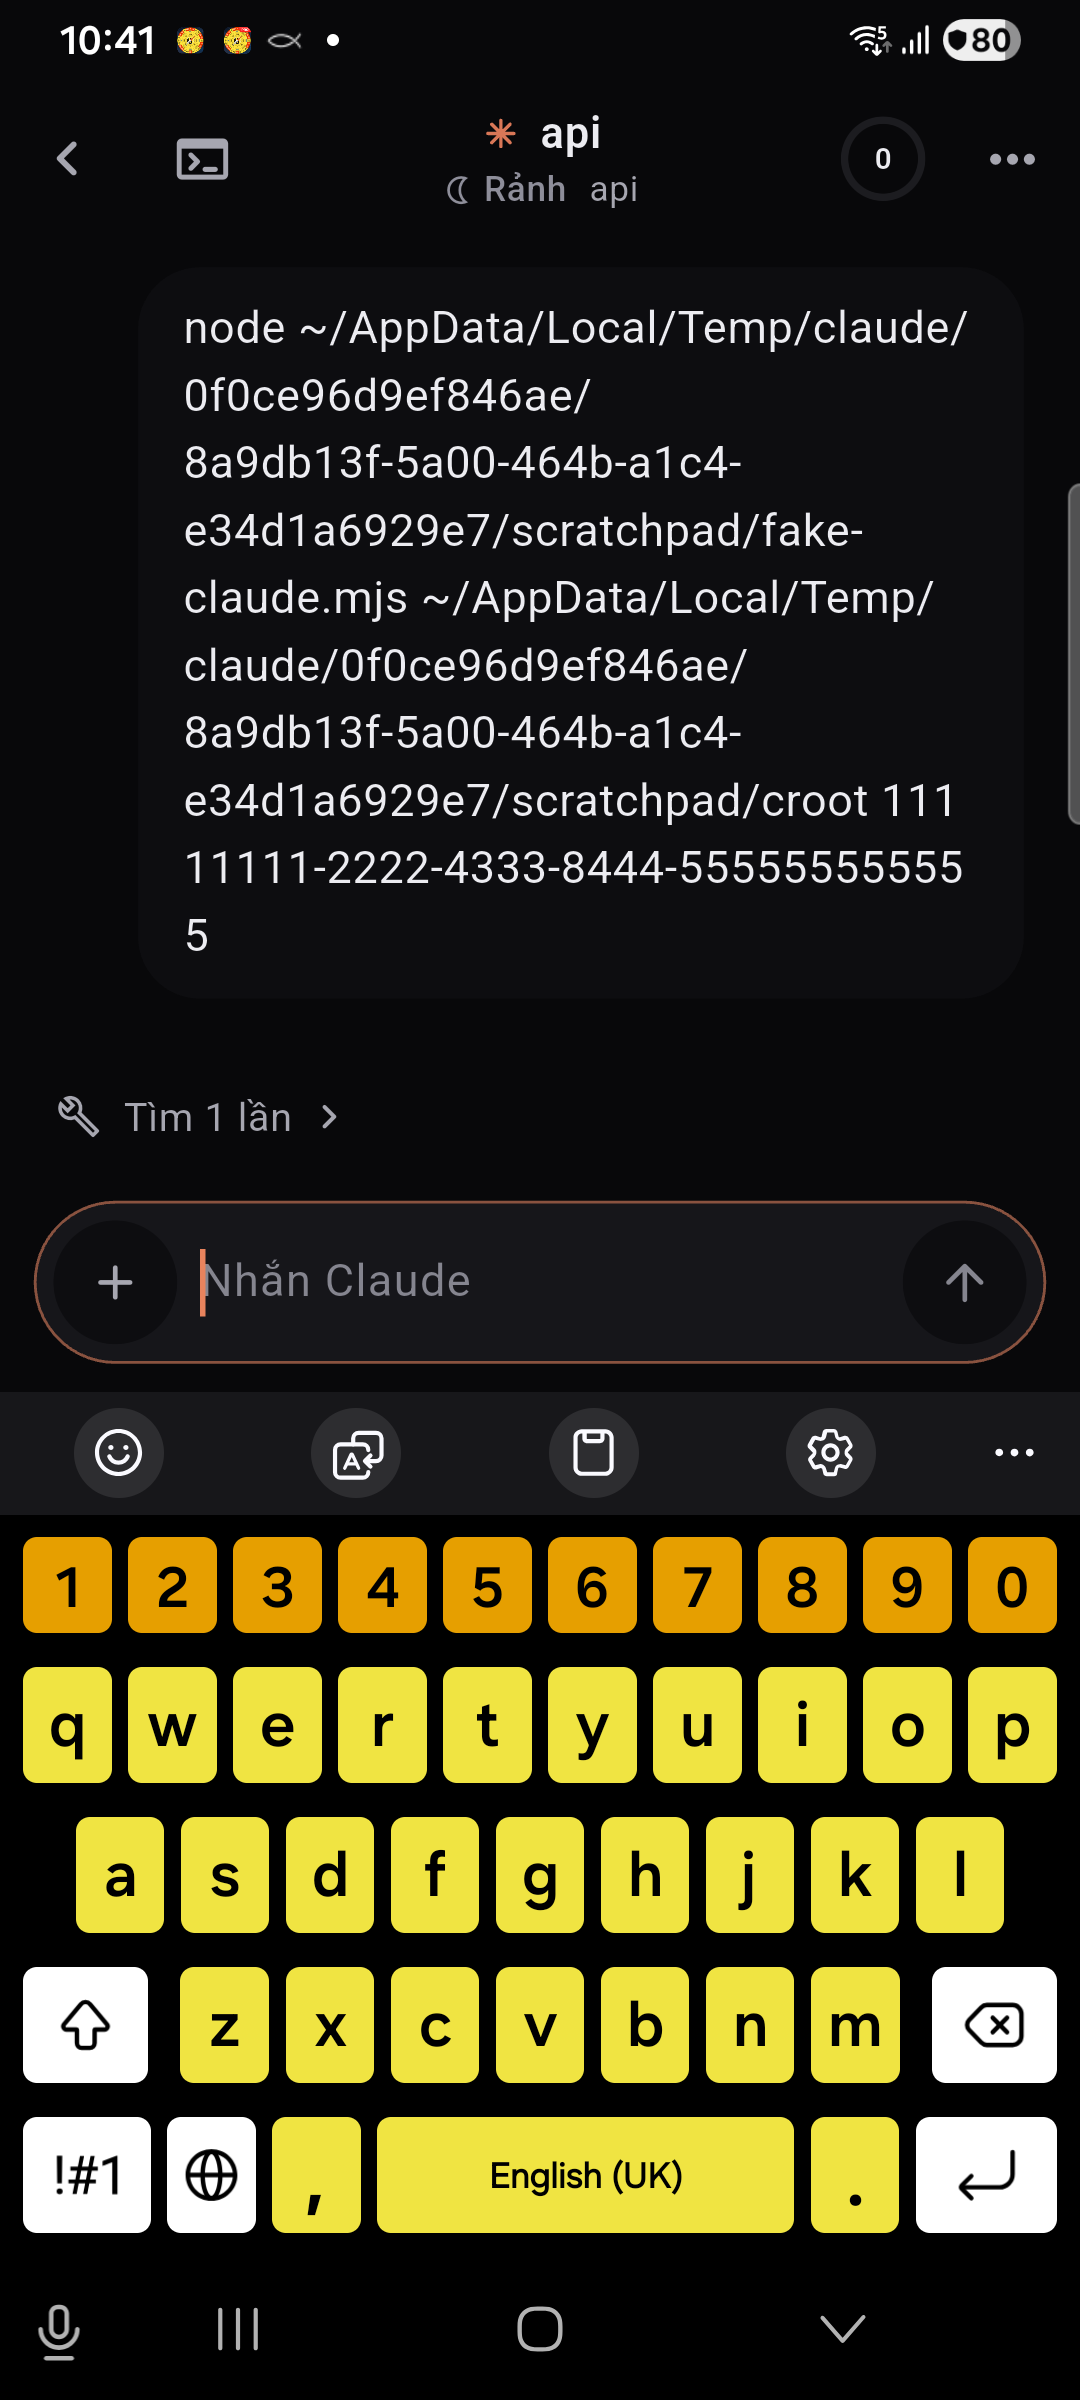 10:41
5
80
api
Rảnh api
0
node ~/AppData/Local/Temp/claude/
0f0ce96d9ef846ae/
8a9db13f-5a00-464b-a1c4-
e34d1a6929e7/scratchpad/fake-
claude.mjs ~/AppData/Local/Temp/
claude/0f0ce96d9ef846ae/
8a9db13f-5a00-464b-a1c4-
e34d1a6929e7/scratchpad/croot 111
11111-2222-4333-8444-55555555555
5
Tìm 1 lần
Nhắn Claude
1 2 3 4 5 6 7 8 9 0
q w e r t y u i o p
a s d f g h j k l
z x c v b n m
!#1 , English (UK) .